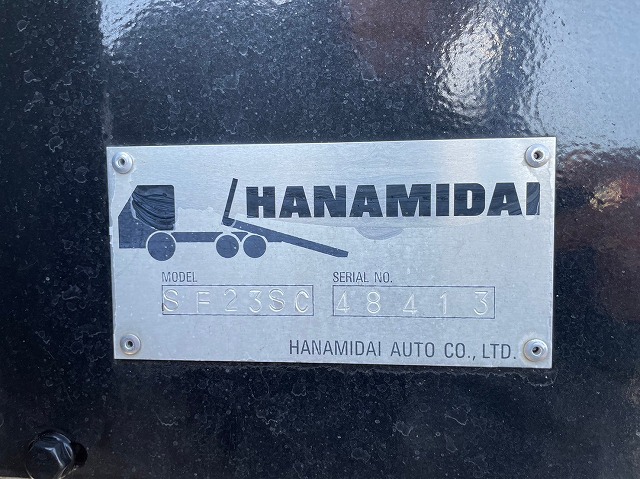 HANAMIDAI
MODEL SERIAL NO.
SF23SC 48413
HANAMIDAI AUTO CO., LTD.